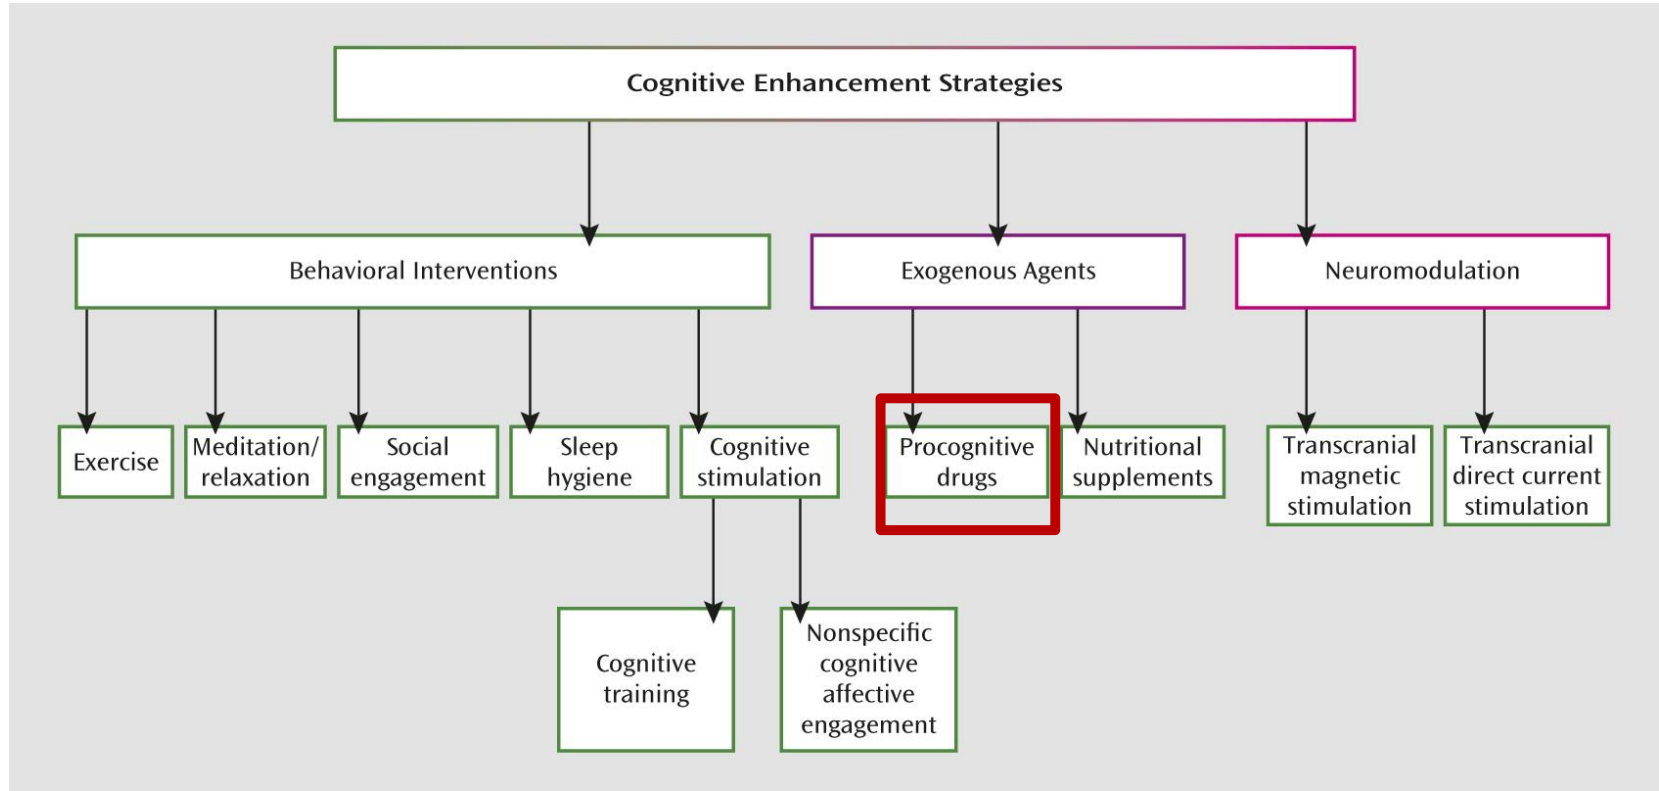 Cognitive Enhancement Strategies
Behavioral Interventions
Exogenous Agents
Neuromodulation
Exercise
Meditation/
relaxation
Social
engagement
Sleep
hygiene
Cognitive
stimulation
Procognitive
drugs
Nutritional
supplements
Transcranial
magnetic
stimulation
Transcranial
direct current
stimulation
Cognitive
training
Nonspecific
cognitive
affective
engagement